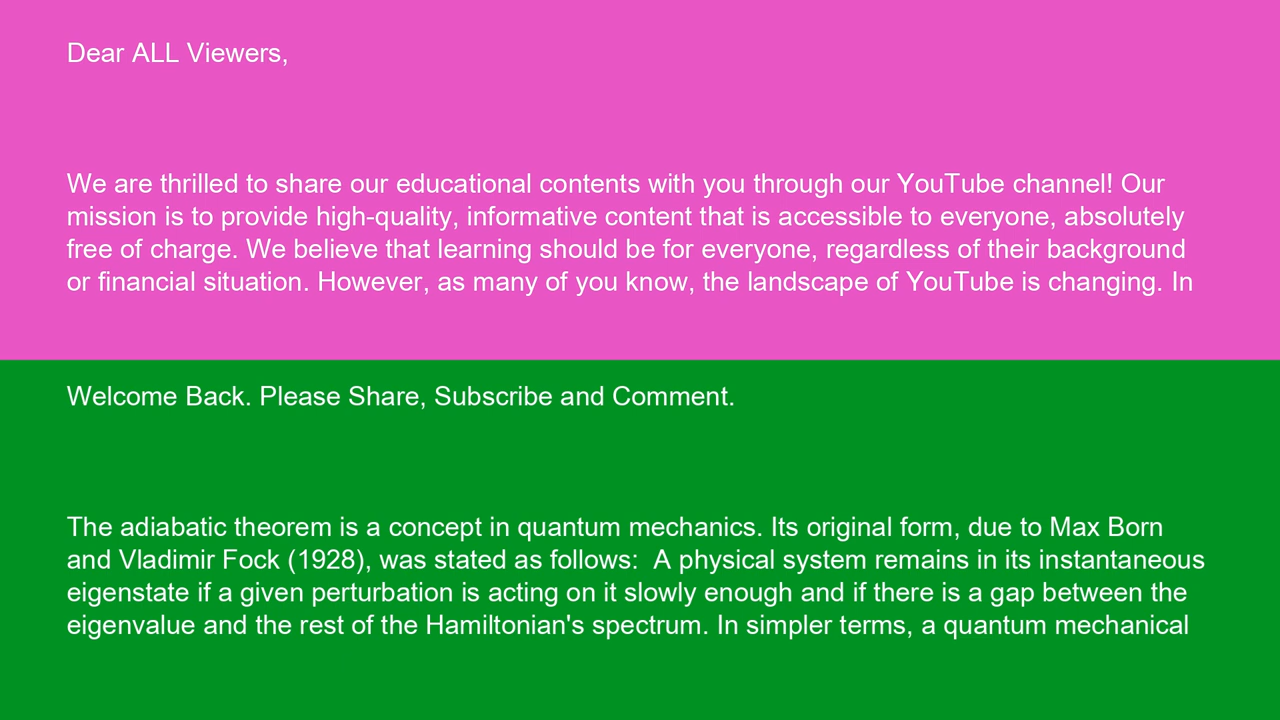 Dear ALL Viewers,
We are thrilled to share our educational contents with you through our YouTube channel! Our
mission is to provide high-quality, informative content that is accessible to everyone, absolutely
free of charge. We believe that learning should be for everyone, regardless of their background
or financial situation. However, as many of you know, the landscape of YouTube is changing. In
Welcome Back. Please Share, Subscribe and Comment.
The adiabatic theorem is a concept in quantum mechanics. Its original form, due to Max Born
and Vladimir Fock (1928), was stated as follows:  A physical system remains in its instantaneous
eigenstate if a given perturbation is acting on it slowly enough and if there is a gap between the
eigenvalue and the rest of the Hamiltonian's spectrum. In simpler terms, a quantum mechanical